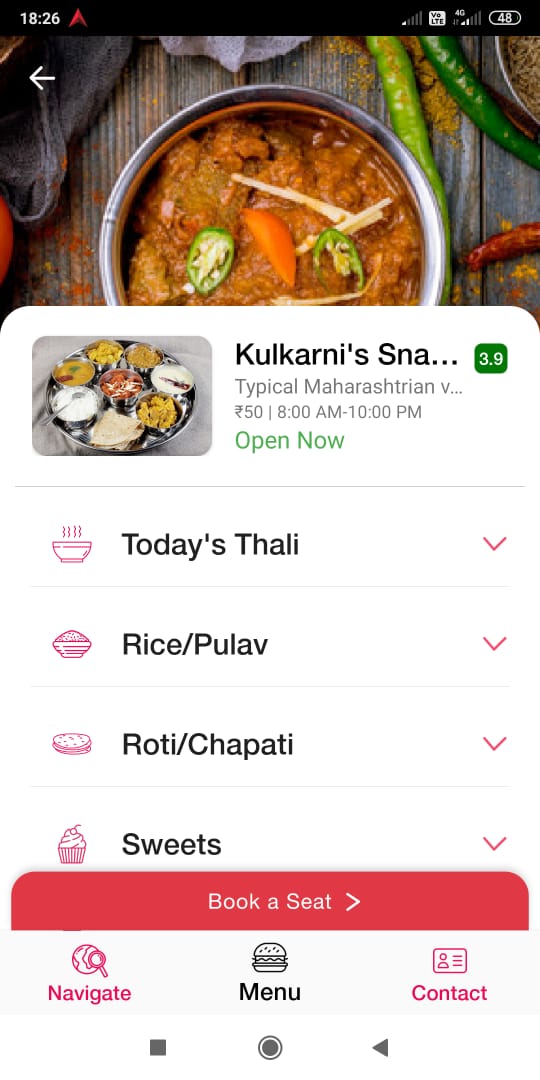 18:26
Vo
LTE
4G
48
Kulkarni's Sna...
3.9
Typical Maharashtrian v...
₹50 | 8:00 AM-10:00 PM
Open Now
Today's Thali
Rice/Pulav
Roti/Chapati
Sweets
Book a Seat
Navigate
Menu
Contact